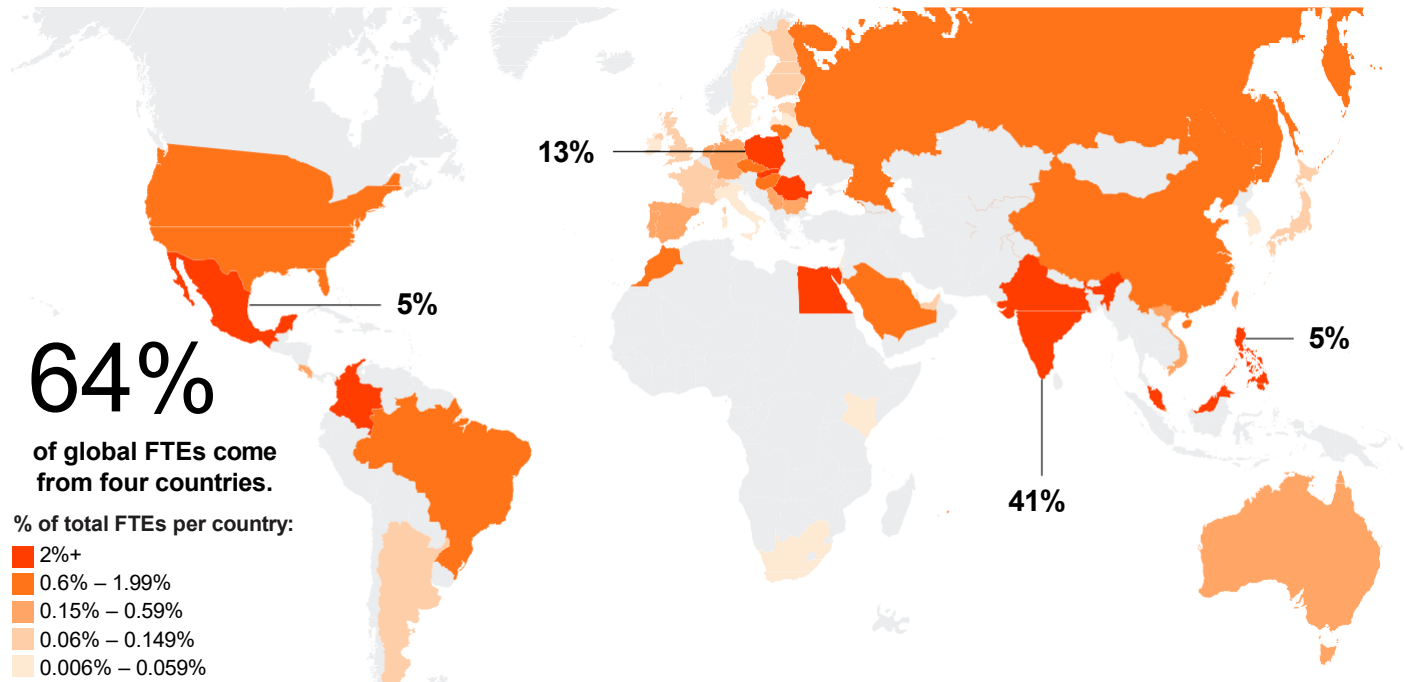 13%
5%
5%
41%
64%
of global FTEs come
from four countries.
% of total FTEs per country:
2%+
0.6% – 1.99%
0.15% – 0.59%
0.06% – 0.149%
0.006% – 0.059%